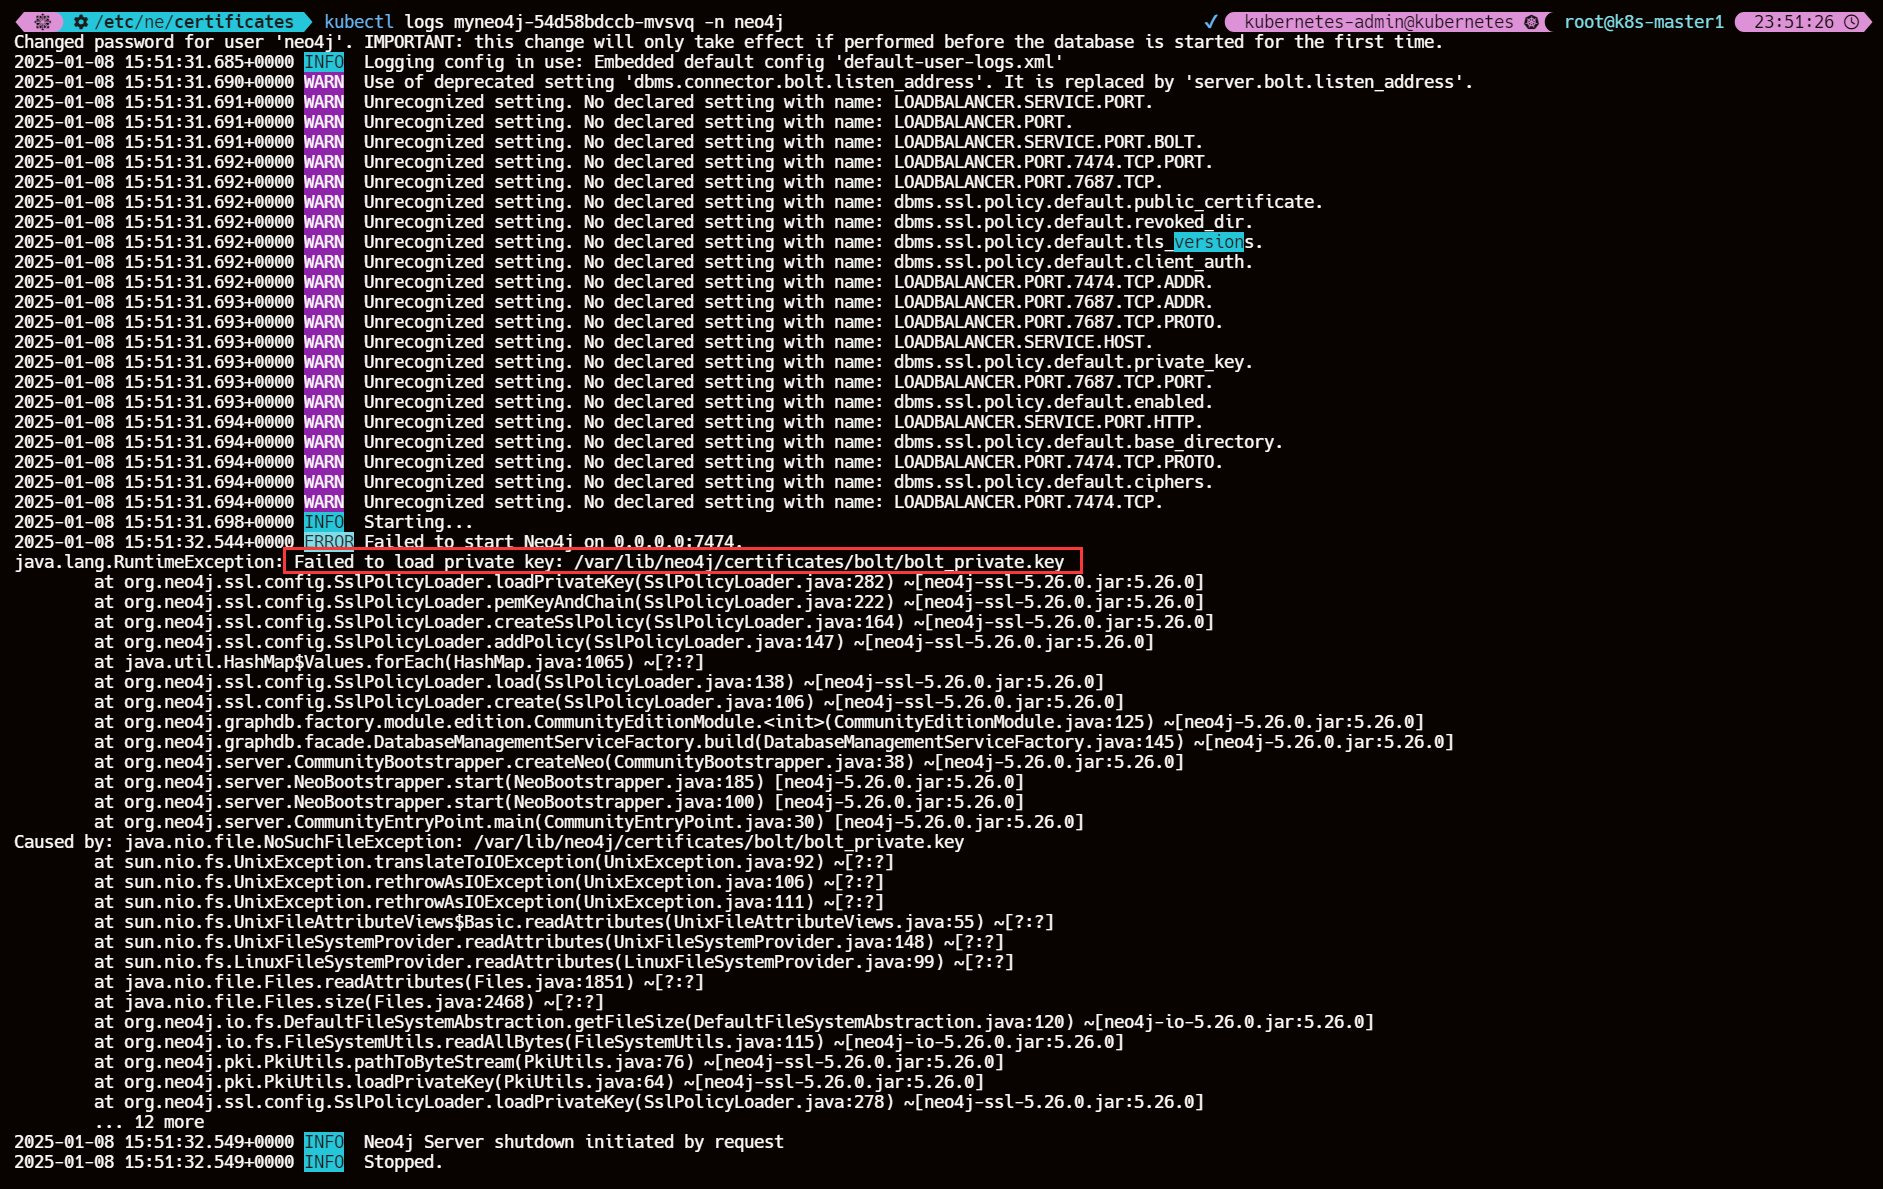 /etc/ne/certificates kubectl logs myneo4j-54d58bdccb-mvsvq -n neo4j ✓ kubernetes-admin@kubernetes root@k8s-master1 23:51:26
Changed password for user 'neo4j'. IMPORTANT: this change will only take effect if performed before the database is started for the first time.
2025-01-08 15:51:31.685+0000 INFO  Logging config in use: Embedded default config 'default-user-logs.xml'
2025-01-08 15:51:31.690+0000 WARN  Use of deprecated setting 'dbms.connector.bolt.listen_address'. It is replaced by 'server.bolt.listen_address'.
2025-01-08 15:51:31.691+0000 WARN  Unrecognized setting. No declared setting with name: LOADBALANCER.SERVICE.PORT.
2025-01-08 15:51:31.691+0000 WARN  Unrecognized setting. No declared setting with name: LOADBALANCER.PORT.
2025-01-08 15:51:31.691+0000 WARN  Unrecognized setting. No declared setting with name: LOADBALANCER.SERVICE.PORT.BOLT.
2025-01-08 15:51:31.692+0000 WARN  Unrecognized setting. No declared setting with name: LOADBALANCER.PORT.7474.TCP.PORT.
2025-01-08 15:51:31.692+0000 WARN  Unrecognized setting. No declared setting with name: LOADBALANCER.PORT.7687.TCP.
2025-01-08 15:51:31.692+0000 WARN  Unrecognized setting. No declared setting with name: dbms.ssl.policy.default.public_certificate.
2025-01-08 15:51:31.692+0000 WARN  Unrecognized setting. No declared setting with name: dbms.ssl.policy.default.revoked_dir.
2025-01-08 15:51:31.692+0000 WARN  Unrecognized setting. No declared setting with name: dbms.ssl.policy.default.tls_versions.
2025-01-08 15:51:31.692+0000 WARN  Unrecognized setting. No declared setting with name: dbms.ssl.policy.default.client_auth.
2025-01-08 15:51:31.692+0000 WARN  Unrecognized setting. No declared setting with name: LOADBALANCER.PORT.7474.TCP.ADDR.
2025-01-08 15:51:31.693+0000 WARN  Unrecognized setting. No declared setting with name: LOADBALANCER.PORT.7687.TCP.ADDR.
2025-01-08 15:51:31.693+0000 WARN  Unrecognized setting. No declared setting with name: LOADBALANCER.PORT.7687.TCP.PROTO.
2025-01-08 15:51:31.693+0000 WARN  Unrecognized setting. No declared setting with name: LOADBALANCER.SERVICE.HOST.
2025-01-08 15:51:31.693+0000 WARN  Unrecognized setting. No declared setting with name: dbms.ssl.policy.default.private_key.
2025-01-08 15:51:31.693+0000 WARN  Unrecognized setting. No declared setting with name: LOADBALANCER.PORT.7687.TCP.PORT.
2025-01-08 15:51:31.693+0000 WARN  Unrecognized setting. No declared setting with name: dbms.ssl.policy.default.enabled.
2025-01-08 15:51:31.694+0000 WARN  Unrecognized setting. No declared setting with name: LOADBALANCER.SERVICE.PORT.HTTP.
2025-01-08 15:51:31.694+0000 WARN  Unrecognized setting. No declared setting with name: dbms.ssl.policy.default.base_directory.
2025-01-08 15:51:31.694+0000 WARN  Unrecognized setting. No declared setting with name: LOADBALANCER.PORT.7474.TCP.PROTO.
2025-01-08 15:51:31.694+0000 WARN  Unrecognized setting. No declared setting with name: dbms.ssl.policy.default.ciphers.
2025-01-08 15:51:31.694+0000 WARN  Unrecognized setting. No declared setting with name: LOADBALANCER.PORT.7474.TCP.
2025-01-08 15:51:31.698+0000 INFO  Starting...
2025-01-08 15:51:32.544+0000 ERROR Failed to start Neo4j on 0.0.0.0:7474.
java.lang.RuntimeException: Failed to load private key: /var/lib/neo4j/certificates/bolt/bolt_private.key
at org.neo4j.ssl.config.SslPolicyLoader.loadPrivateKey(SslPolicyLoader.java:282) ~[neo4j-ssl-5.26.0.jar:5.26.0]
at org.neo4j.ssl.config.SslPolicyLoader.pemKeyAndChain(SslPolicyLoader.java:222) ~[neo4j-ssl-5.26.0.jar:5.26.0]
at org.neo4j.ssl.config.SslPolicyLoader.createSslPolicy(SslPolicyLoader.java:164) ~[neo4j-ssl-5.26.0.jar:5.26.0]
at org.neo4j.ssl.config.SslPolicyLoader.addPolicy(SslPolicyLoader.java:147) ~[neo4j-ssl-5.26.0.jar:5.26.0]
at java.util.HashMap$Values.forEach(HashMap.java:1065) ~[?:?]
at org.neo4j.ssl.config.SslPolicyLoader.load(SslPolicyLoader.java:138) ~[neo4j-ssl-5.26.0.jar:5.26.0]
at org.neo4j.ssl.config.SslPolicyLoader.create(SslPolicyLoader.java:106) ~[neo4j-ssl-5.26.0.jar:5.26.0]
at org.neo4j.graphdb.factory.module.edition.CommunityEditionModule.<init>(CommunityEditionModule.java:125) ~[neo4j-5.26.0.jar:5.26.0]
at org.neo4j.graphdb.facade.DatabaseManagementServiceFactory.build(DatabaseManagementServiceFactory.java:145) ~[neo4j-5.26.0.jar:5.26.0]
at org.neo4j.server.CommunityBootstrapper.createNeo(CommunityBootstrapper.java:38) ~[neo4j-5.26.0.jar:5.26.0]
at org.neo4j.server.NeoBootstrapper.start(NeoBootstrapper.java:185) [neo4j-5.26.0.jar:5.26.0]
at org.neo4j.server.NeoBootstrapper.start(NeoBootstrapper.java:100) [neo4j-5.26.0.jar:5.26.0]
at org.neo4j.server.CommunityEntryPoint.main(CommunityEntryPoint.java:30) [neo4j-5.26.0.jar:5.26.0]
Caused by: java.nio.file.NoSuchFileException: /var/lib/neo4j/certificates/bolt/bolt_private.key
at sun.nio.fs.UnixException.translateToIOException(UnixException.java:92) ~[?:?]
at sun.nio.fs.UnixException.rethrowAsIOException(UnixException.java:106) ~[?:?]
at sun.nio.fs.UnixException.rethrowAsIOException(UnixException.java:111) ~[?:?]
at sun.nio.fs.UnixFileAttributeViews$Basic.readAttributes(UnixFileAttributeViews.java:55) ~[?:?]
at sun.nio.fs.UnixFileSystemProvider.readAttributes(UnixFileSystemProvider.java:148) ~[?:?]
at sun.nio.fs.LinuxFileSystemProvider.readAttributes(LinuxFileSystemProvider.java:99) ~[?:?]
at java.nio.file.Files.readAttributes(Files.java:1851) ~[?:?]
at java.nio.file.Files.size(Files.java:2468) ~[?:?]
at org.neo4j.io.fs.DefaultFileSystemAbstraction.getFileSize(DefaultFileSystemAbstraction.java:120) ~[neo4j-io-5.26.0.jar:5.26.0]
at org.neo4j.io.fs.FileSystemUtils.readAllBytes(FileSystemUtils.java:115) ~[neo4j-io-5.26.0.jar:5.26.0]
at org.neo4j.pki.PkiUtils.pathToByteStream(PkiUtils.java:76) ~[neo4j-ssl-5.26.0.jar:5.26.0]
at org.neo4j.pki.PkiUtils.loadPrivateKey(PkiUtils.java:64) ~[neo4j-ssl-5.26.0.jar:5.26.0]
at org.neo4j.ssl.config.SslPolicyLoader.loadPrivateKey(SslPolicyLoader.java:278) ~[neo4j-ssl-5.26.0.jar:5.26.0]
... 12 more
2025-01-08 15:51:32.549+0000 INFO  Neo4j Server shutdown initiated by request
2025-01-08 15:51:32.549+0000 INFO  Stopped.